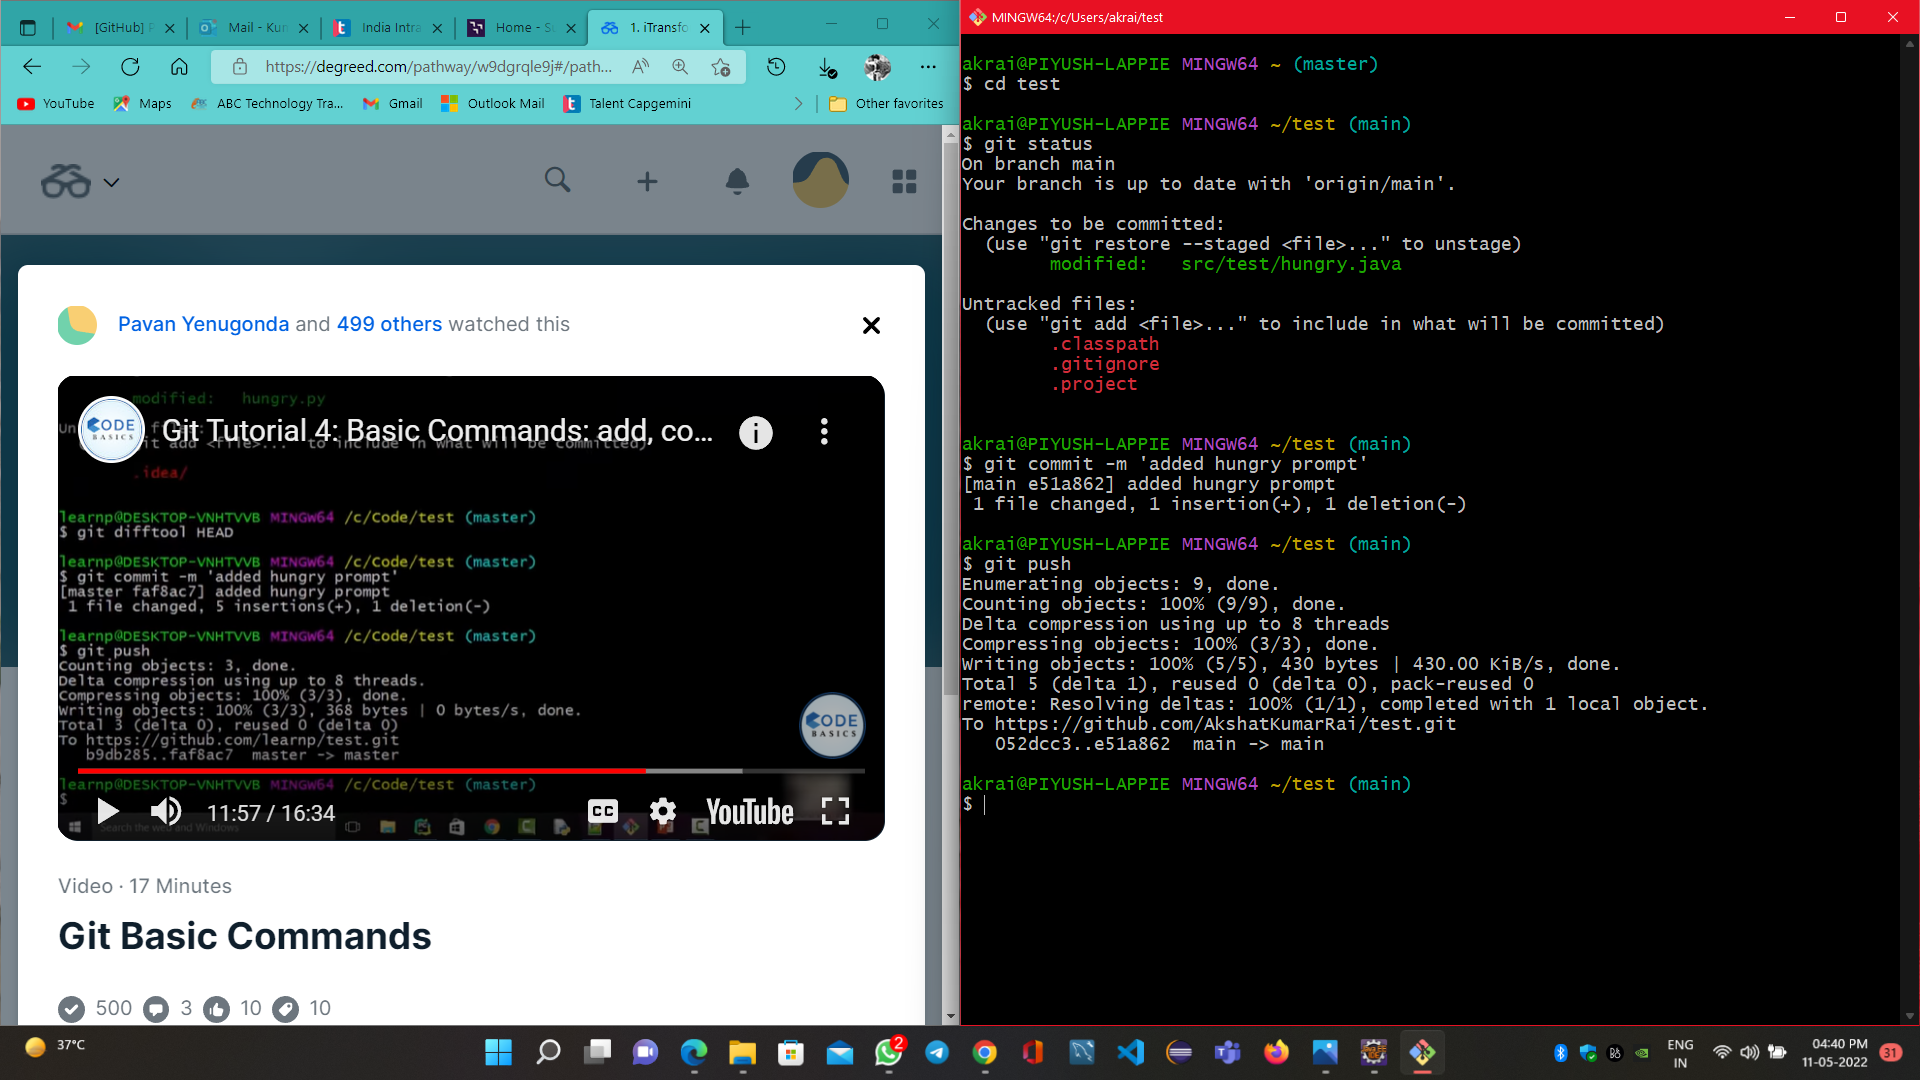 [GitHub] P
Mail - Kun
India Intra
Home - Su
1. iTransfo
https://degreed.com/pathway/w9dgrqle9j#/path...
YouTube
Maps
ABC Technology Tra...
Gmail
Outlook Mail
Talent Capgemini
Other favorites
Pavan Yenugonda and 499 others watched this
modified: hungry.py
CODE
BASICS
Git Tutorial 4: Basic Commands: add, co...
.idea/
learnp@DESKTOP-VNHTVVB MINGW64 /c/Code/test (master)
$ git difftool HEAD
learnp@DESKTOP-VNHTVVB MINGW64 /c/Code/test (master)
$ git commit -m 'added hungry prompt'
[master faf8ac7] added hungry prompt
1 file changed, 5 insertions(+), 1 deletion(-)
learnp@DESKTOP-VNHTVVB MINGW64 /c/Code/test (master)
$ git push
Counting objects: 3, done.
Delta compression using up to 8 threads.
Compressing objects: 100% (3/3), done.
Writing objects: 100% (3/3), 368 bytes | 0 bytes/s, done.
Total 3 (delta 0), reused 0 (delta 0)
To https://github.com/learnp/test.git
b9db285..faf8ac7 master -> master
CODE
BASICS
learnp@DESKTOP-VNHTVVB MINGW64 /c/Code/test (master)
$
11:57 / 16:34
CC
YouTube
Search the web and Windows
Video · 17 Minutes
Git Basic Commands
500
3
10
10
MINGW64:/c/Users/akrai/test
akrai@PIYUSH-LAPPIE MINGW64 ~ (master)
$ cd test
akrai@PIYUSH-LAPPIE MINGW64 ~/test (main)
$ git status
On branch main
Your branch is up to date with 'origin/main'.
Changes to be committed:
(use "git restore --staged <file>..." to unstage)
modified: src/test/hungry.java
Untracked files:
(use "git add <file>..." to include in what will be committed)
.classpath
.gitignore
.project
akrai@PIYUSH-LAPPIE MINGW64 ~/test (main)
$ git commit -m 'added hungry prompt'
[main e51a862] added hungry prompt
1 file changed, 1 insertion(+), 1 deletion(-)
akrai@PIYUSH-LAPPIE MINGW64 ~/test (main)
$ git push
Enumerating objects: 9, done.
Counting objects: 100% (9/9), done.
Delta compression using up to 8 threads
Compressing objects: 100% (3/3), done.
Writing objects: 100% (5/5), 430 bytes | 430.00 KiB/s, done.
Total 5 (delta 1), reused 0 (delta 0), pack-reused 0
remote: Resolving deltas: 100% (1/1), completed with 1 local object.
To https://github.com/AkshatKumarRai/test.git
052dcc3..e51a862 main -> main
akrai@PIYUSH-LAPPIE MINGW64 ~/test (main)
$
37°C
2
ENG
IN
04:40 PM
11-05-2022
31